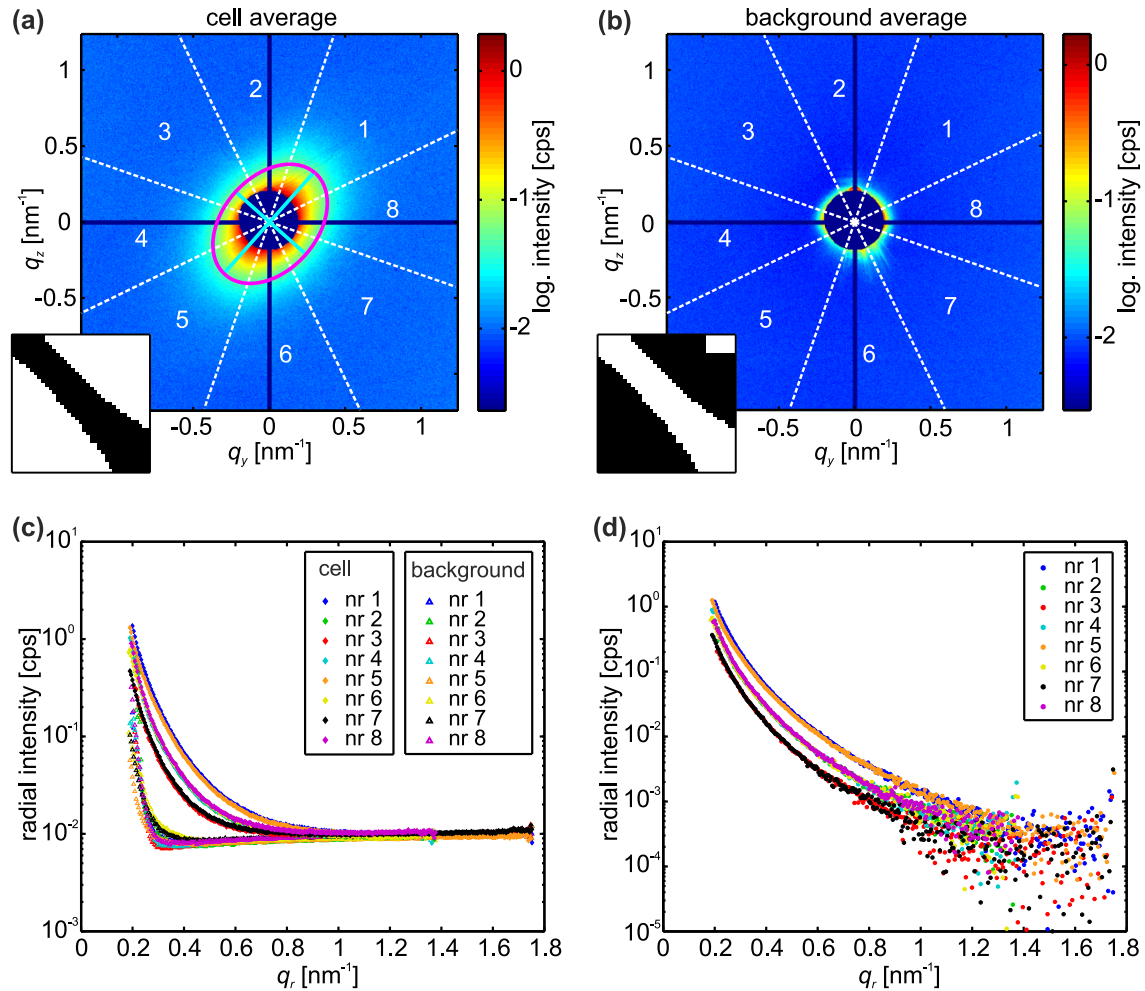 (a) cell average
1
0.5
0
-0.5
q_z [nm⁻¹]
1
2
3
4
5
6
7
8
-0.5 0 0.5 1
q_y [nm⁻¹]
0
-1
-2
log. intensity [cps]
(b) background average
1
0.5
0
-0.5
q_z [nm⁻¹]
1
2
3
4
5
6
7
8
-0.5 0 0.5 1
q_y [nm⁻¹]
0
-1
-2
log. intensity [cps]
(c)
10¹
10⁰
10⁻¹
10⁻²
10⁻³
radial intensity [cps]
cell
nr 1
nr 2
nr 3
nr 4
nr 5
nr 6
nr 7
nr 8
background
nr 1
nr 2
nr 3
nr 4
nr 5
nr 6
nr 7
nr 8
0 0.2 0.4 0.6 0.8 1 1.2 1.4 1.6 1.8
q_r [nm⁻¹]
(d)
10¹
10⁰
10⁻¹
10⁻²
10⁻³
10⁻⁴
10⁻⁵
radial intensity [cps]
nr 1
nr 2
nr 3
nr 4
nr 5
nr 6
nr 7
nr 8
0 0.2 0.4 0.6 0.8 1 1.2 1.4 1.6 1.8
q_r [nm⁻¹]